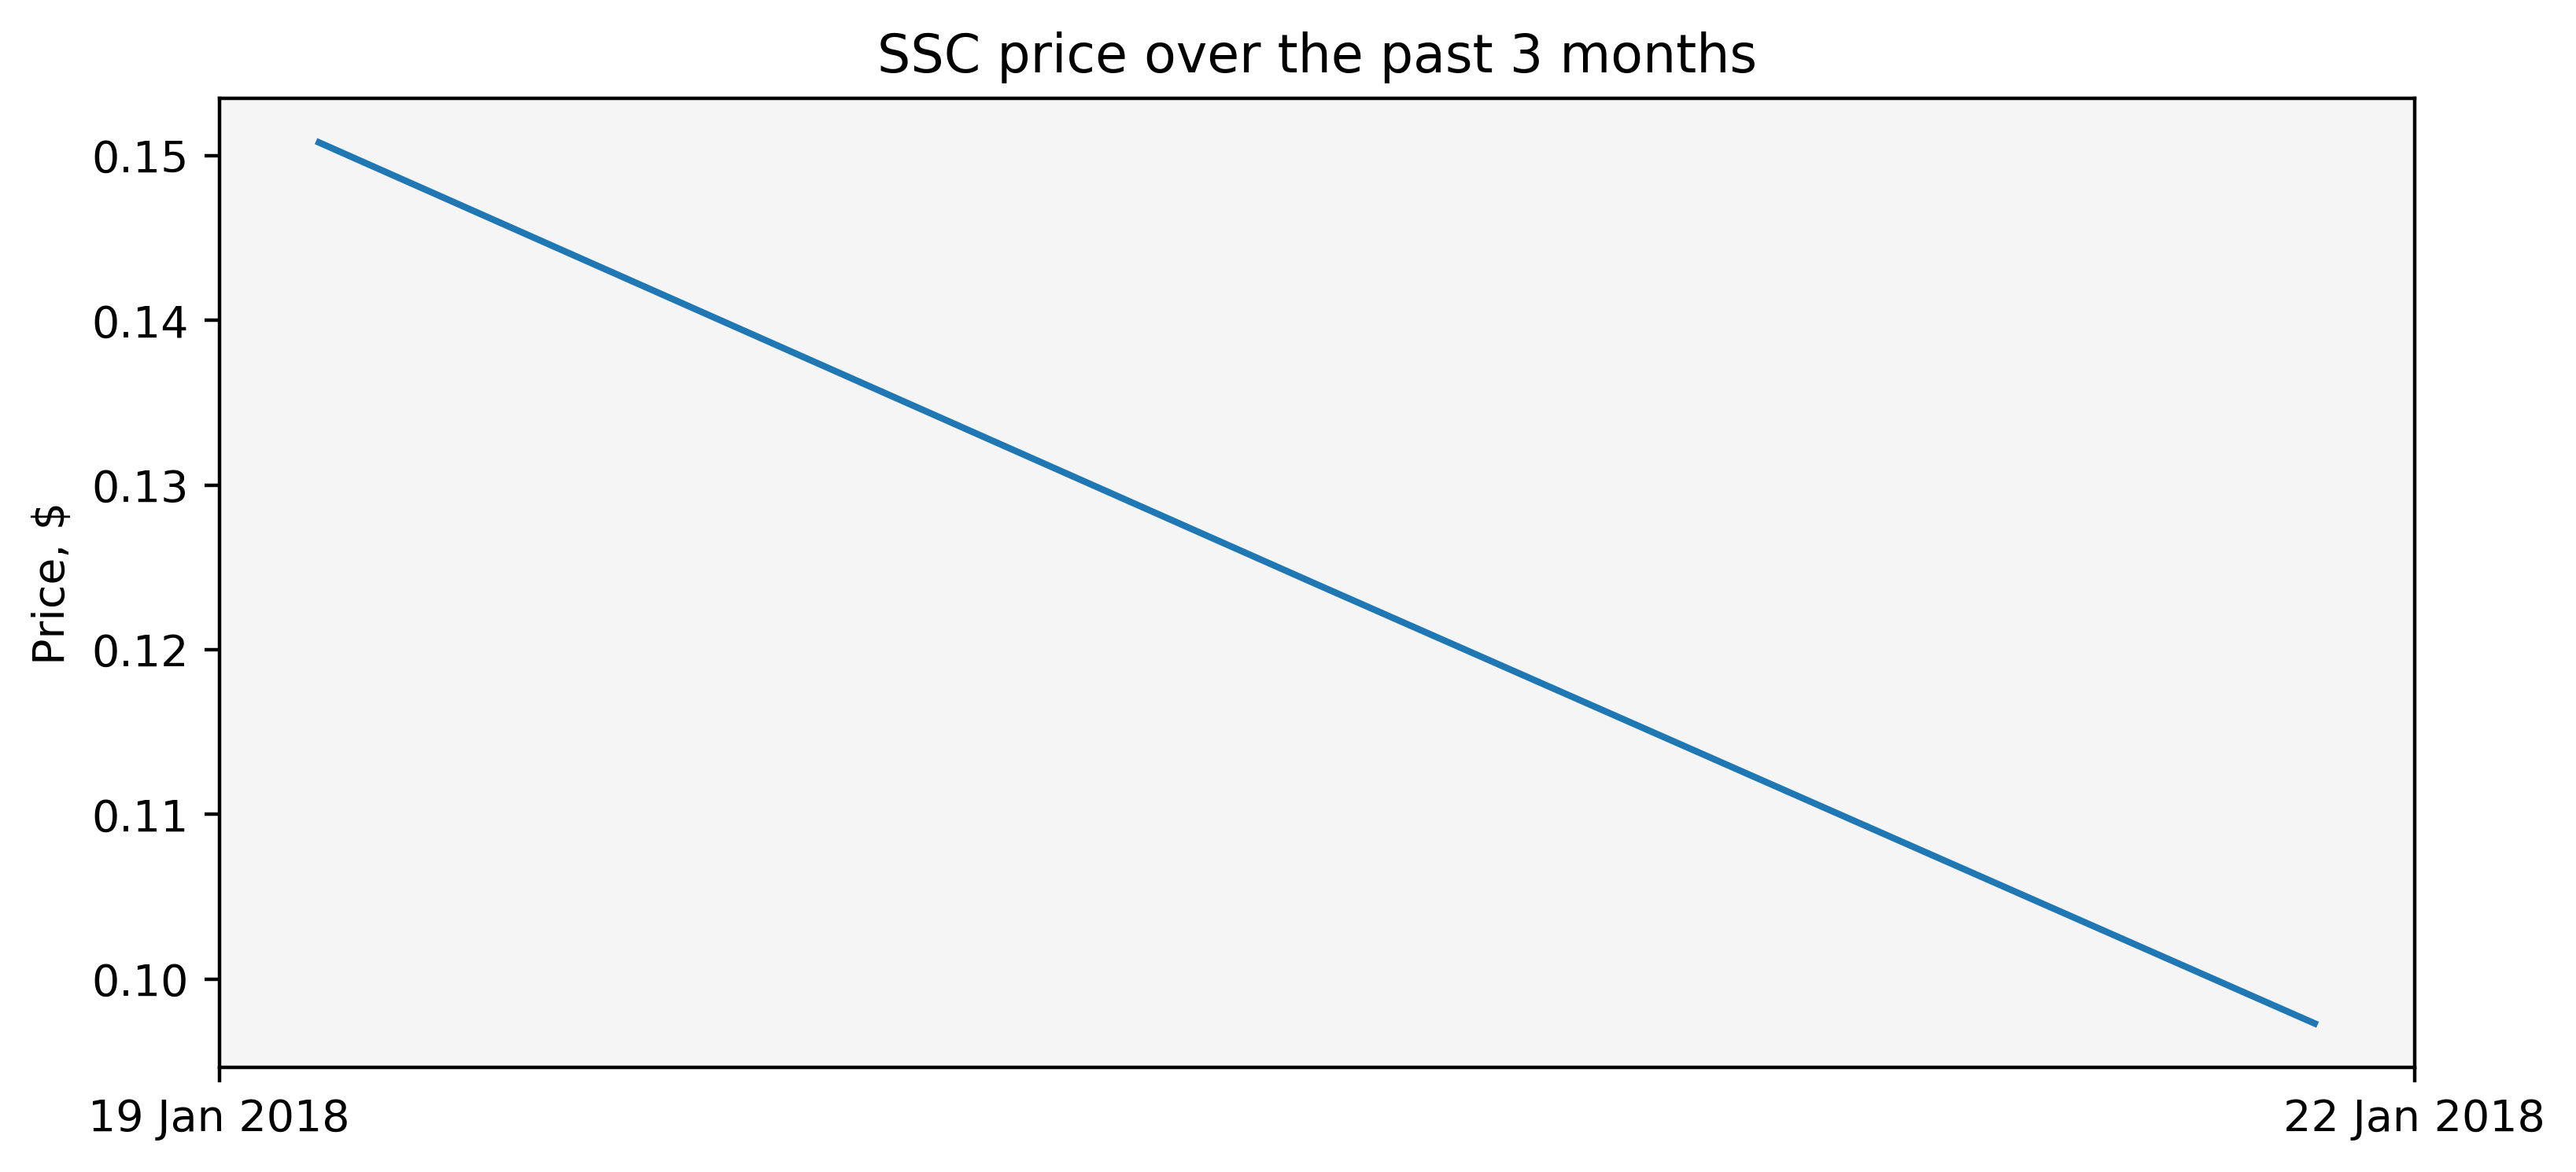 SSC price over the past 3 months
Price, $
0.15
0.14
0.13
0.12
0.11
0.10
19 Jan 2018
22 Jan 2018